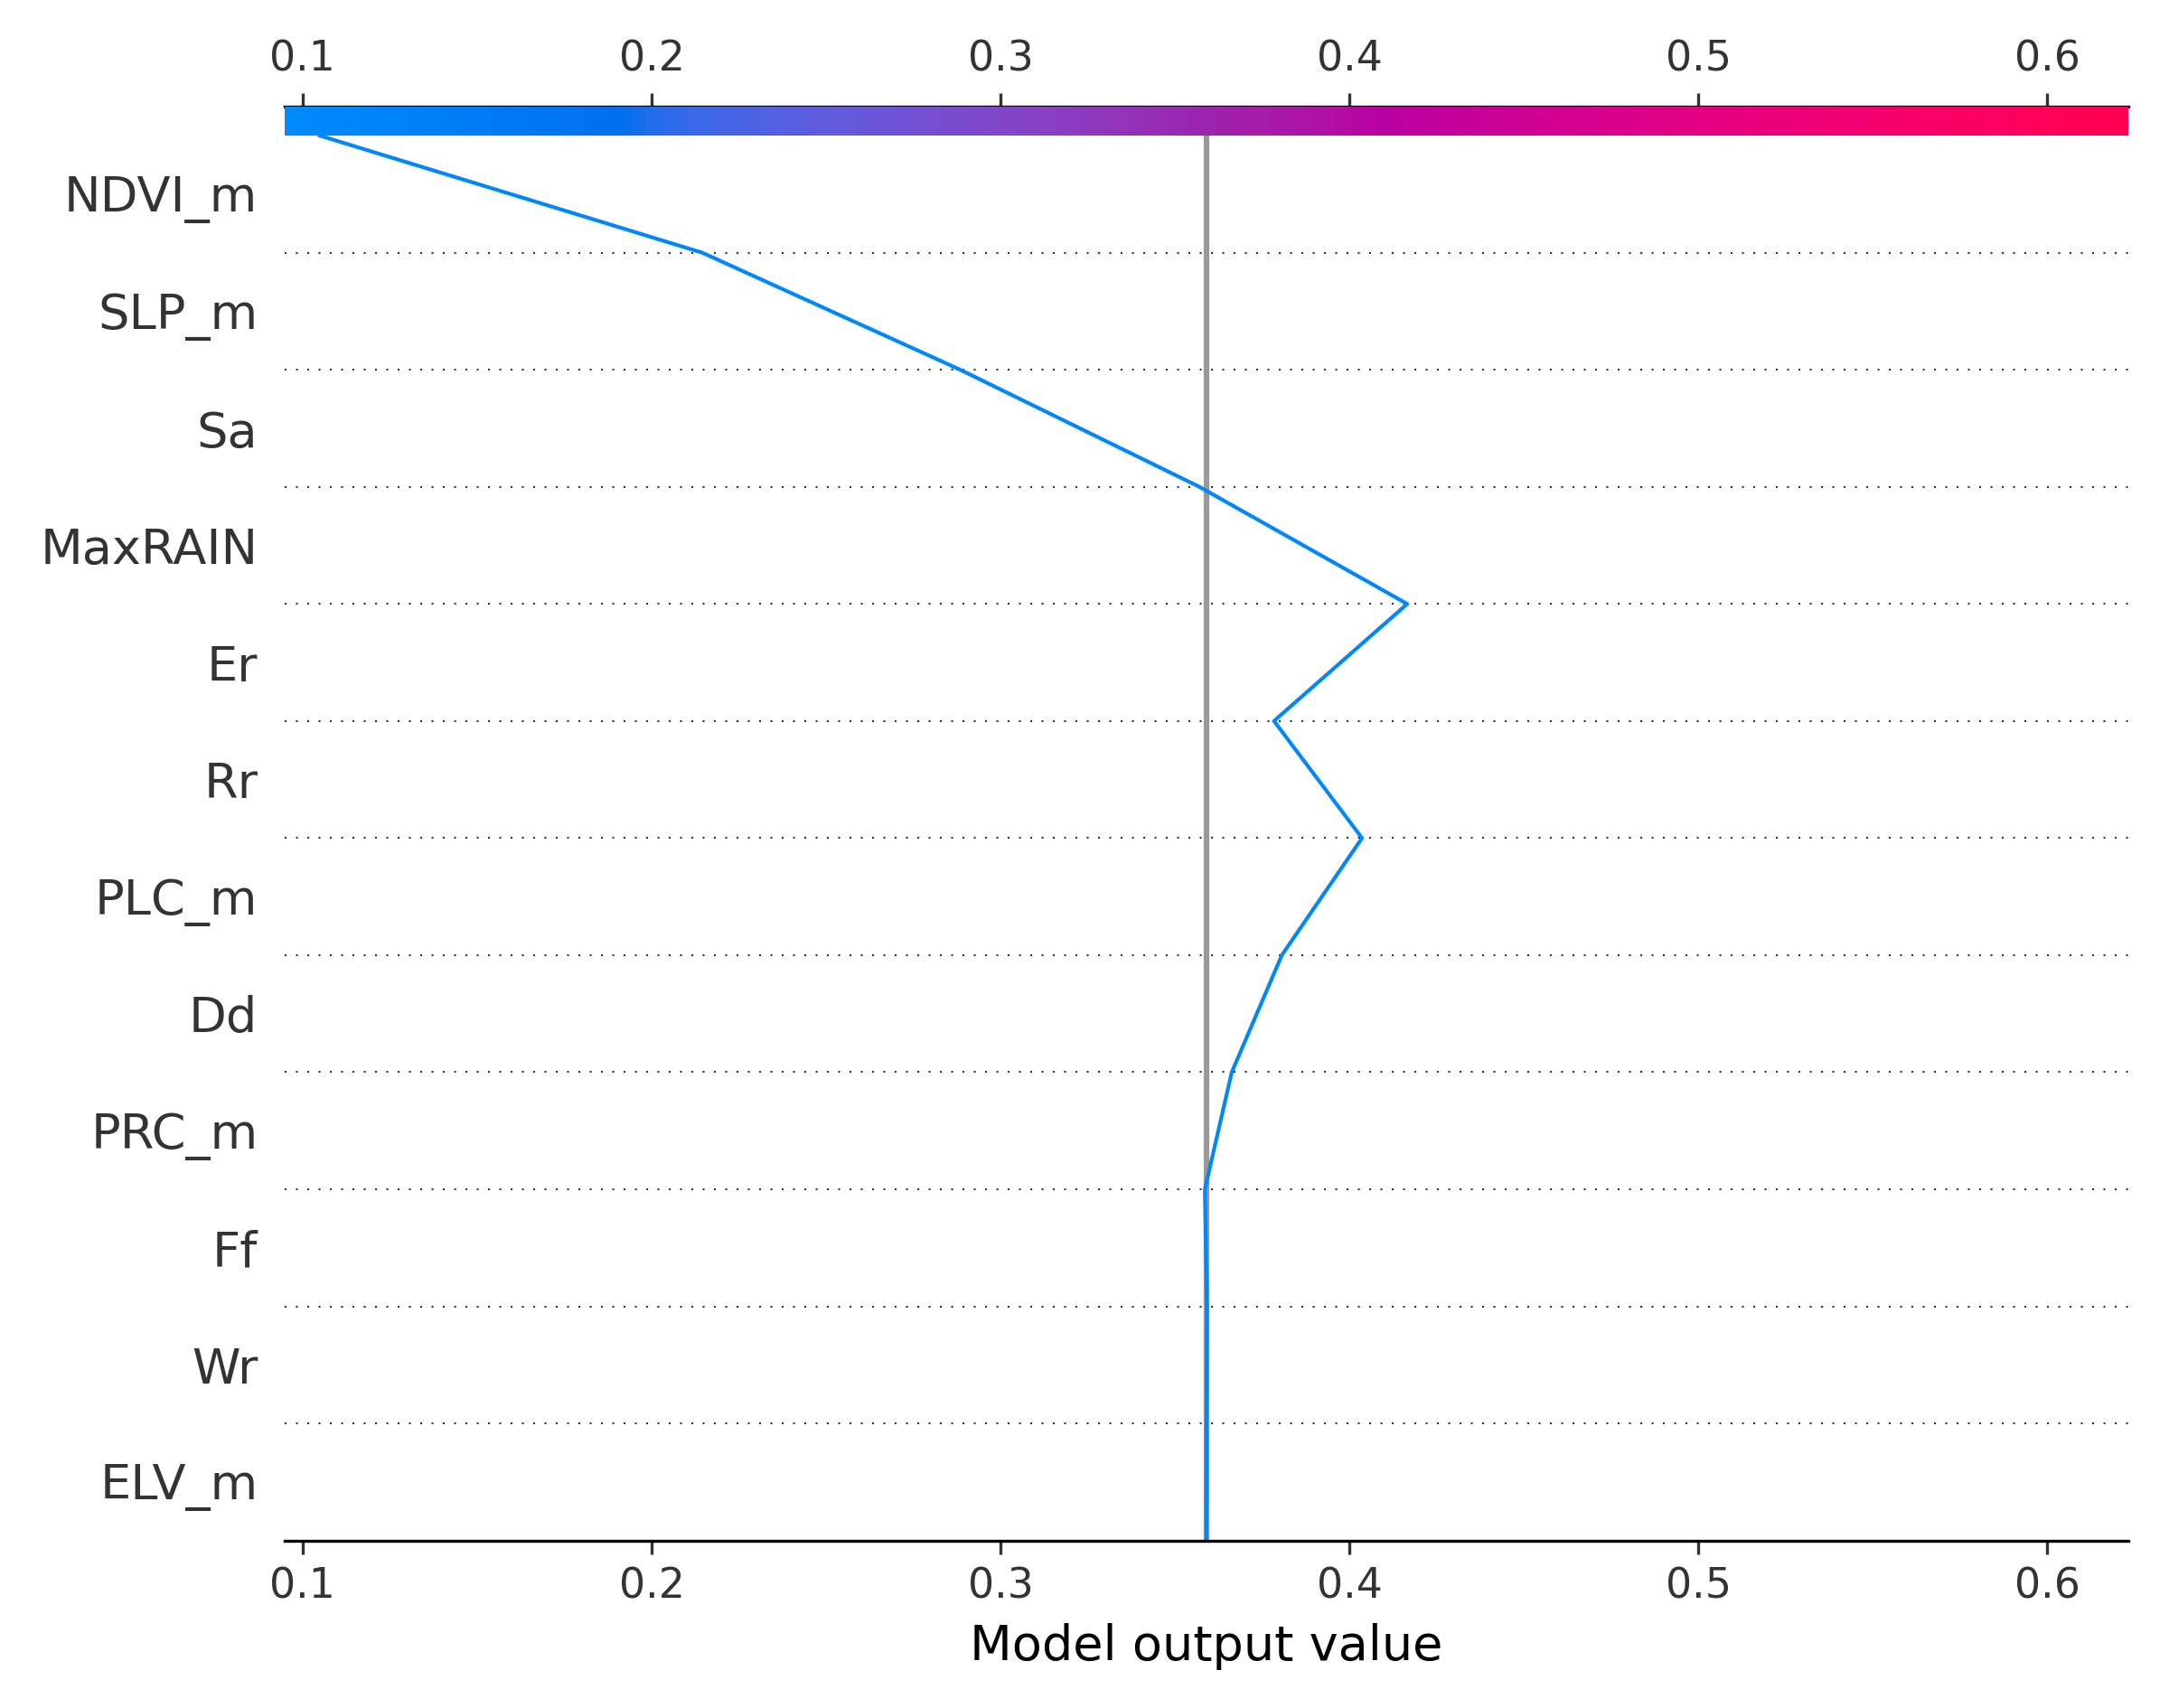 0.1 0.2 0.3 0.4 0.5 0.6
NDVI_m
SLP_m
Sa
MaxRAIN
Er
Rr
PLC_m
Dd
PRC_m
Ff
Wr
ELV_m
0.1 0.2 0.3 0.4 0.5 0.6
Model output value